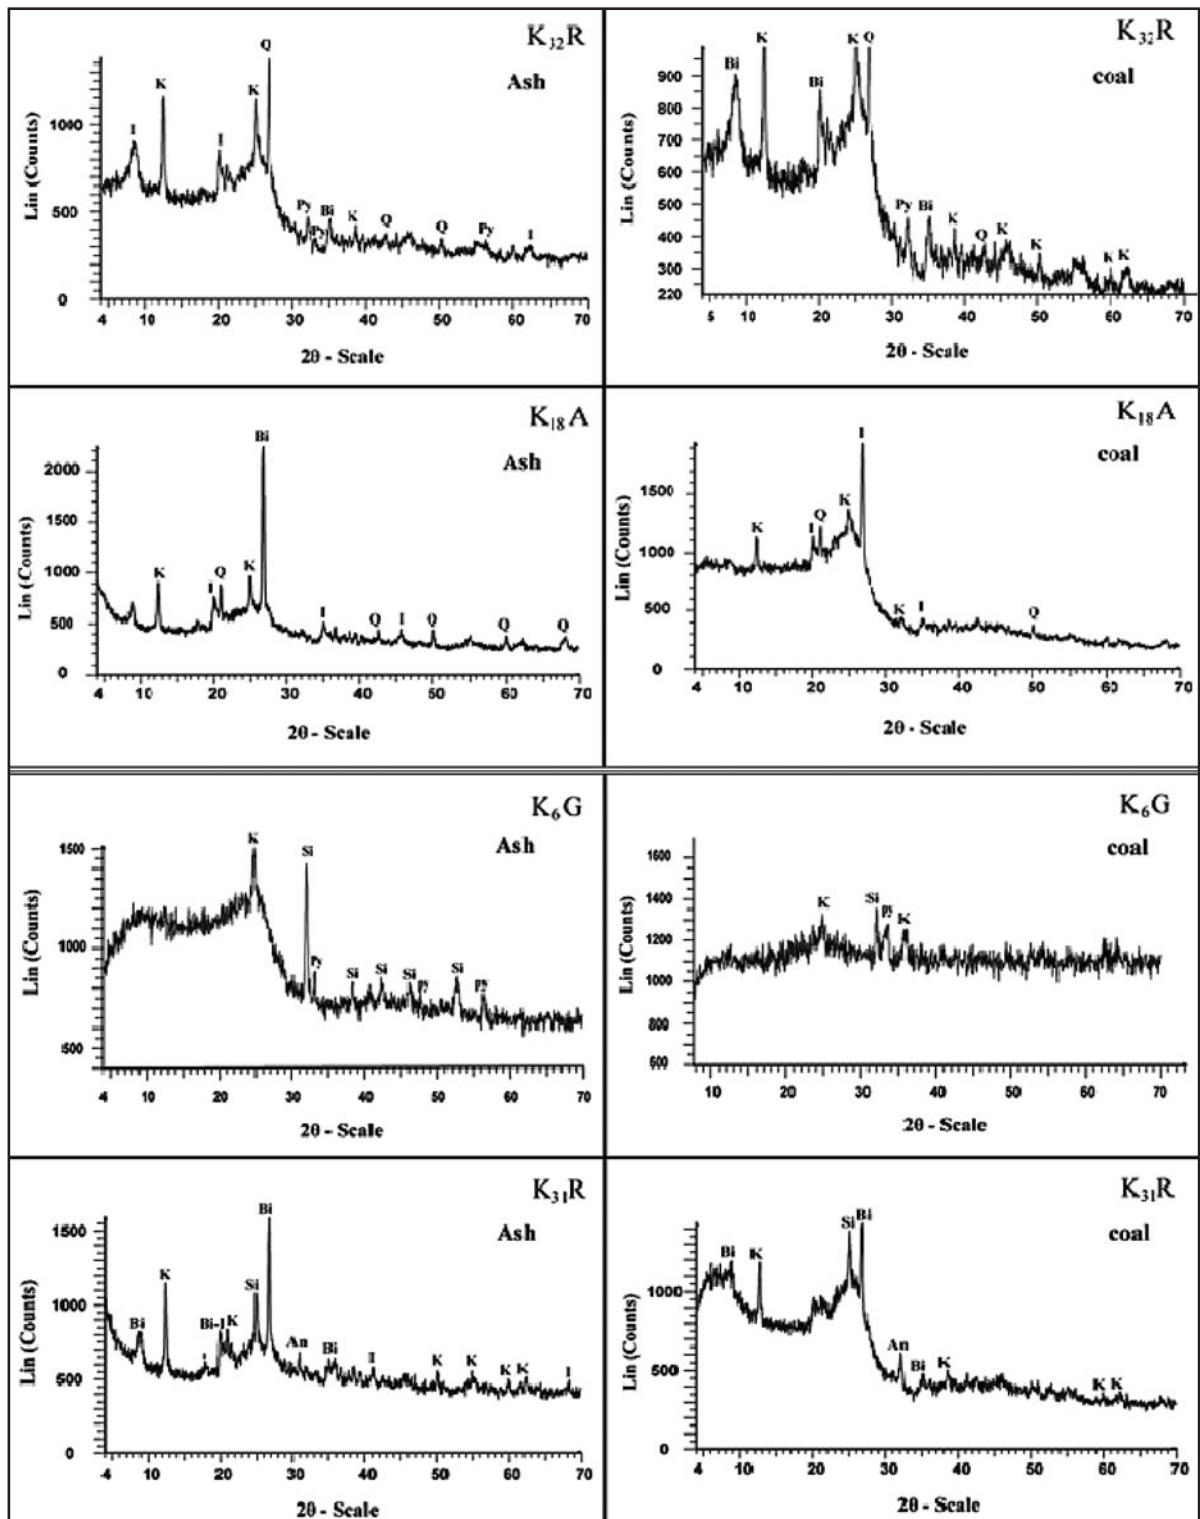 K32R
Ash
Lin (Counts)
1000
500
0
I K I K Q Py Py Bi K Q Q Py I
4 10 20 30 40 50 60 70
2θ - Scale
K32R
coal
Lin (Counts)
900
800
700
600
500
400
300
220
Bi K Bi K Q Py Bi K Q K K K K
5 10 20 30 40 50 60 70
2θ - Scale
K18A
Ash
Lin (Counts)
2000
1500
1000
500
0
K I Q K Bi I Q I Q Q Q
4 10 20 30 40 50 60 70
2θ - Scale
K18A
coal
Lin (Counts)
1500
1000
500
0
K I Q K I K I Q
4 10 20 30 40 50 60 70
2θ - Scale
K6G
Ash
Lin (Counts)
1500
1000
500
K Si Py Si Si Si py Si py
4 10 20 30 40 50 60 70
2θ - Scale
K6G
coal
Lin (Counts)
1600
1400
1200
1000
800
600
K Si py K
10 20 30 40 50 60 70
2θ - Scale
K31R
Ash
Lin (Counts)
1500
1000
500
0
Bi K I Bi-I K Si Bi An Bi I K K K K I
4 10 20 30 40 50 60 70
2θ - Scale
K31R
coal
Lin (Counts)
1000
500
0
Bi K Si Bi An Bi K K K
4 10 20 30 40 50 60 70
2θ - Scale